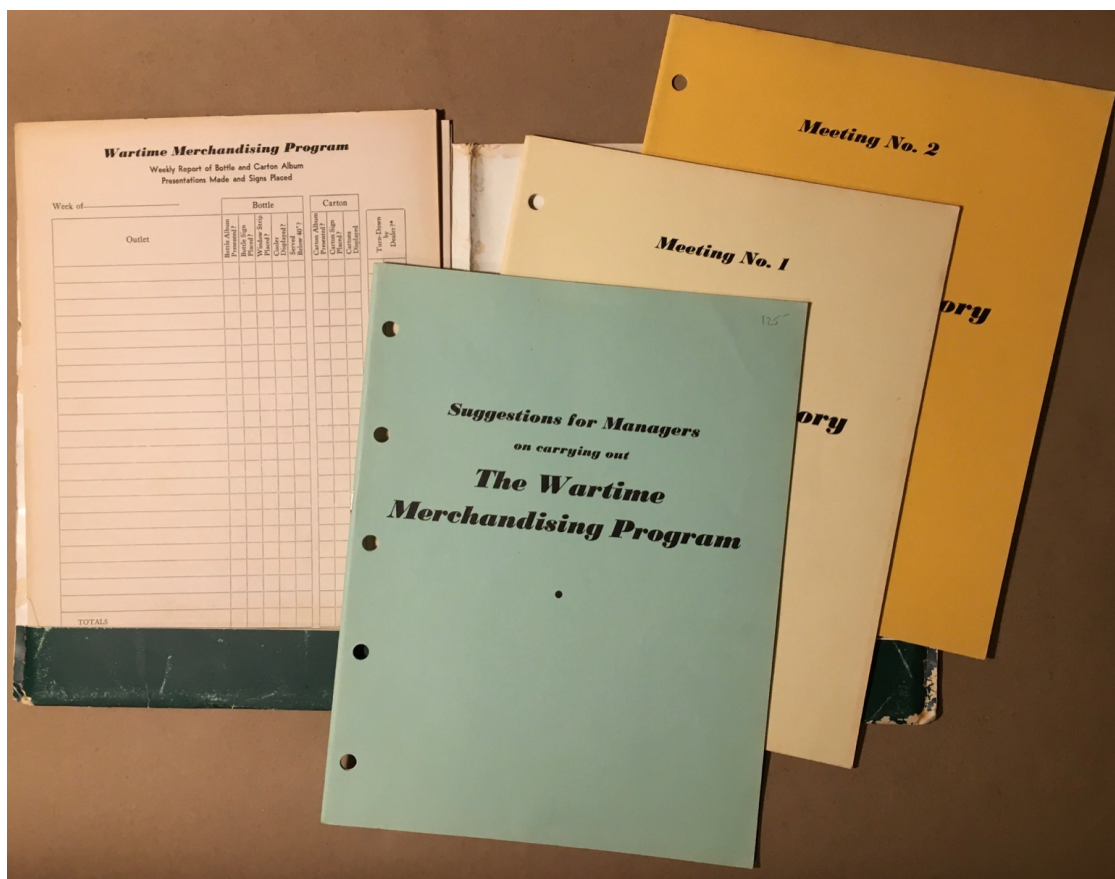 Wartime Merchandising Program
Weekly Report of Bottle and Carton Album
Presentations Made and Signs Placed
Week of
Outlet
Bottle
Bottle Album
Presented?
Bottle Sign
Placed?
Window Strip
Placed?
Cooler
Displayed?
Served
Below 40°?
Carton
Carton Album
Presented?
Carton Sign
Placed?
Cartons
Displayed
Turn-Down
by
Dealer?*
TOTALS
Meeting No. 2
ory
Meeting No. 1
ory
125
Suggestions for Managers
on carrying out
The Wartime
Merchandising Program